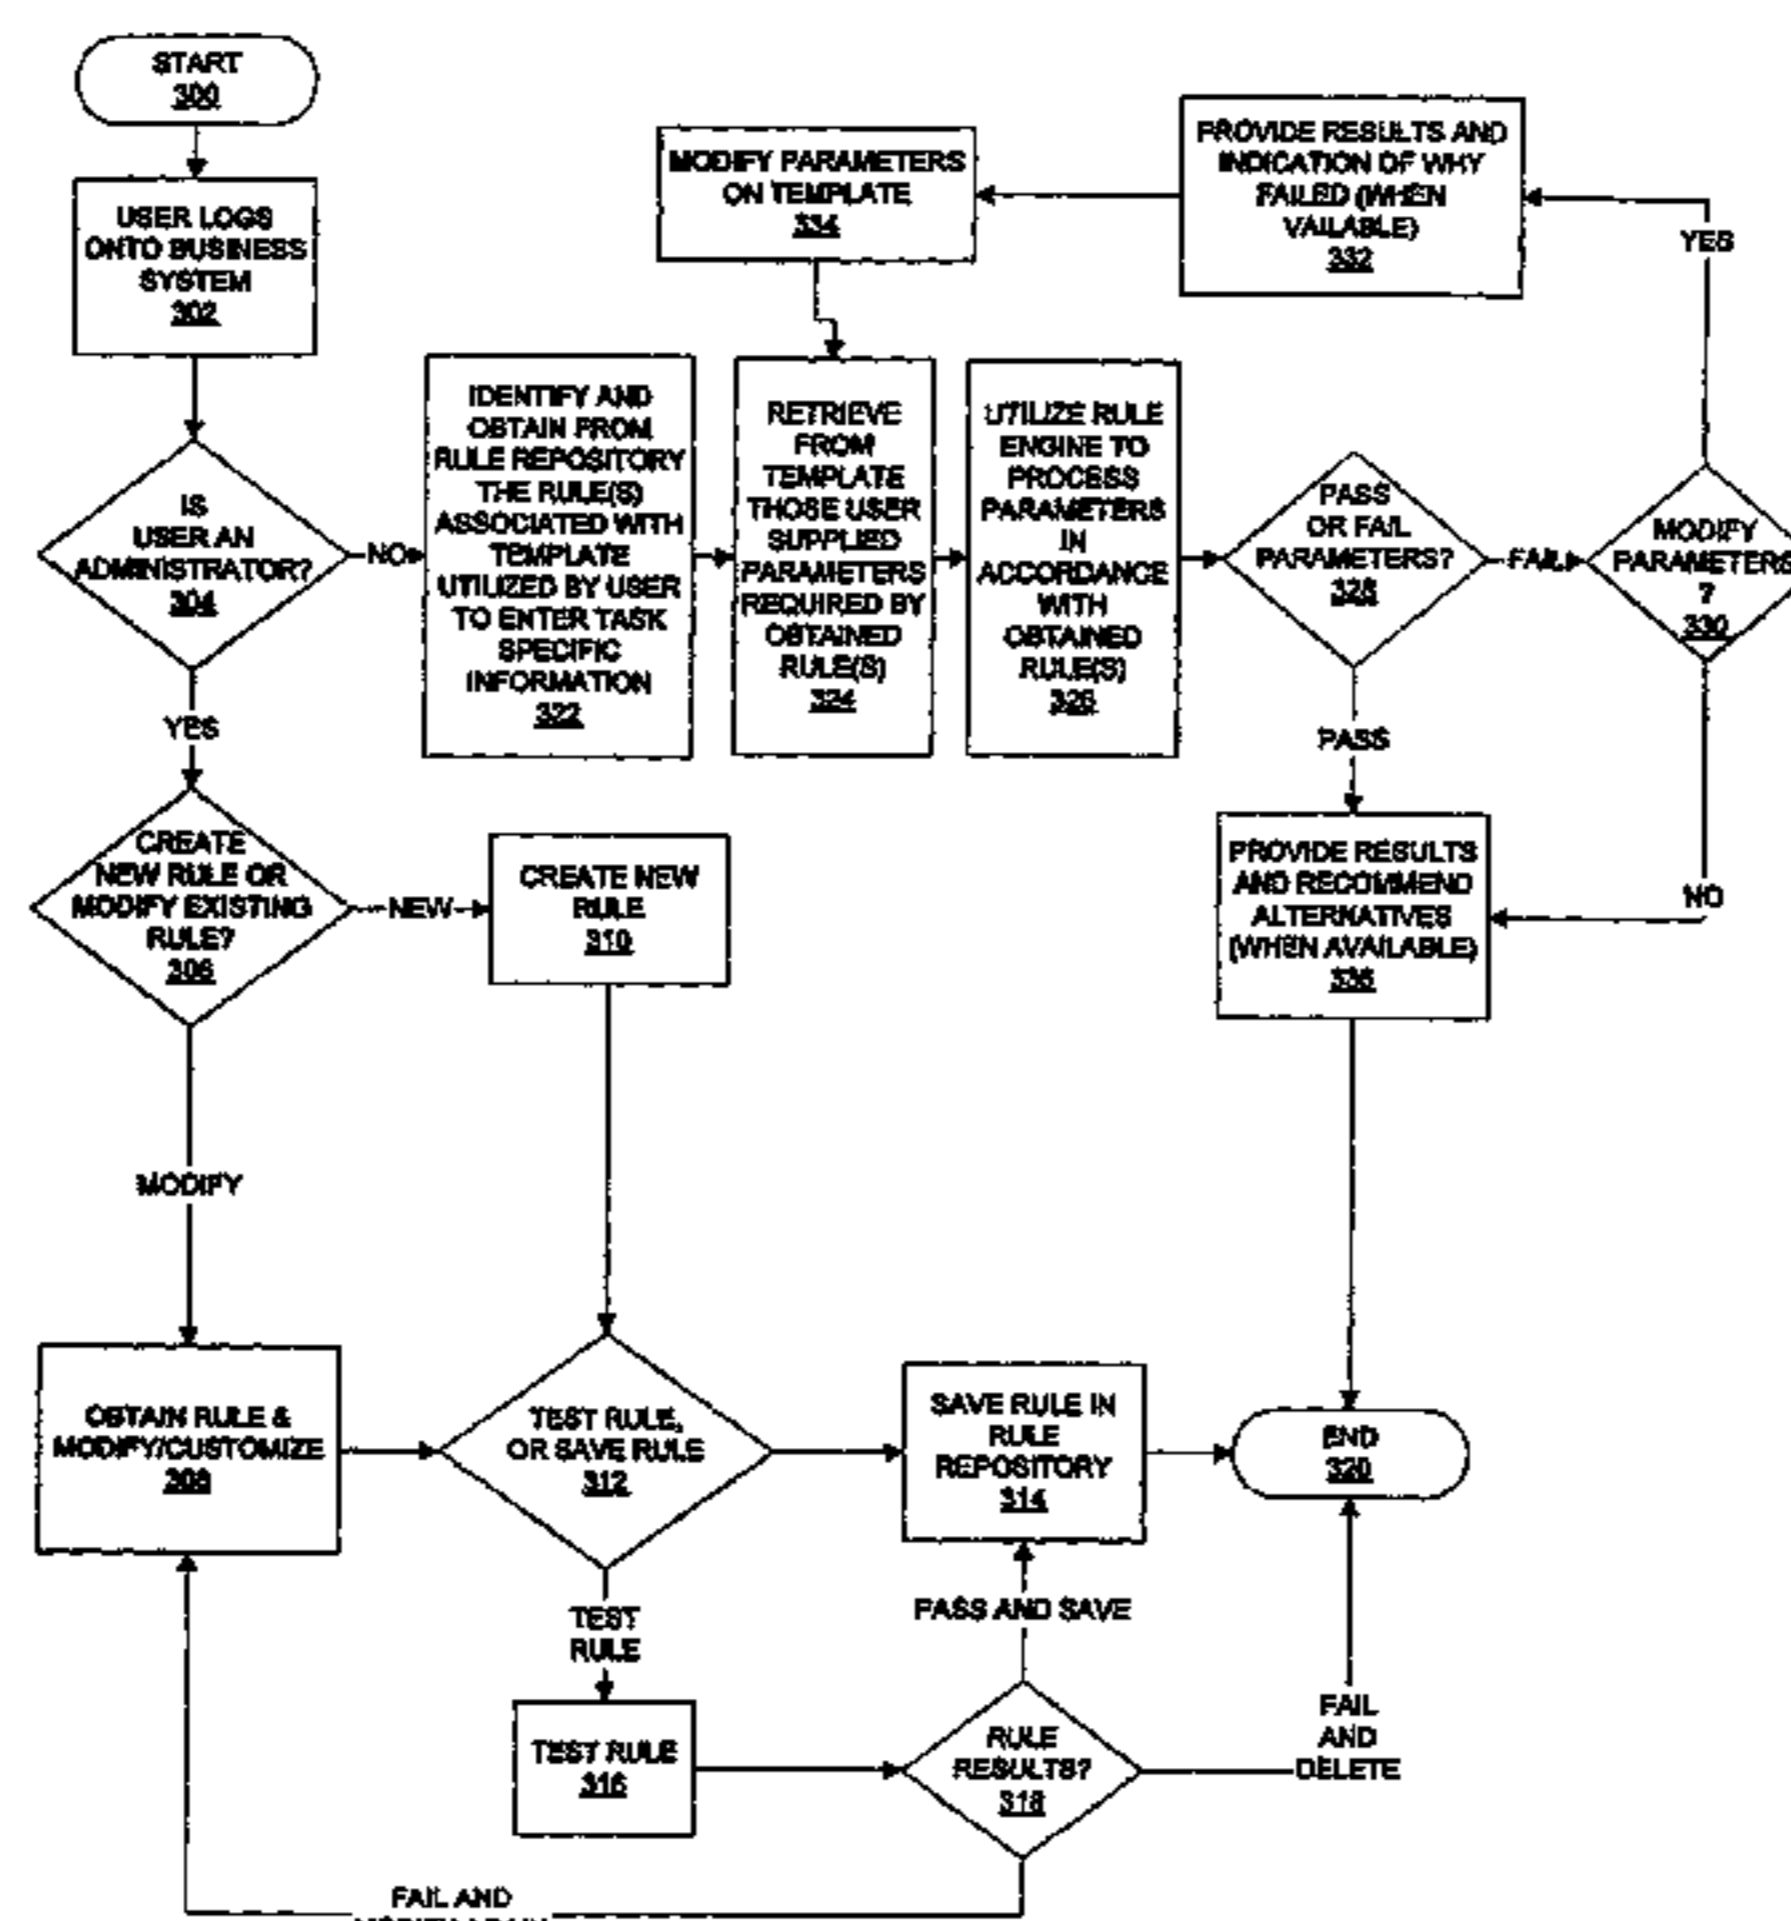 START
300
USER LOGS
ONTO BUSINESS
SYSTEM
302
IS
USER AN
ADMINISTRATOR?
304
NO
YES
IDENTIFY AND
OBTAIN FROM
RULE REPOSITORY
THE RULE(S)
ASSOCIATED WITH
TEMPLATE
UTILIZED BY USER
TO ENTER TASK
SPECIFIC
INFORMATION
322
MODIFY PARAMETERS
ON TEMPLATE
334
RETRIEVE
FROM
TEMPLATE
THOSE USER
SUPPLIED
PARAMETERS
REQUIRED BY
OBTAINED
RULE(S)
324
UTILIZE RULE
ENGINE TO
PROCESS
PARAMETERS
IN
ACCORDANCE
WITH
OBTAINED
RULE(S)
326
PROVIDE RESULTS AND
INDICATION OF WHY
FAILED (WHEN
VAILABLE)
332
YES
PASS
OR FAIL
PARAMETERS?
328
FAIL
MODIFY
PARAMETERS
?
330
PASS
NO
PROVIDE RESULTS
AND RECOMMEND
ALTERNATIVES
(WHEN AVAILABLE)
336
CREATE
NEW RULE OR
MODIFY EXISTING
RULE?
306
NEW
CREATE NEW
RULE
310
MODIFY
OBTAIN RULE &
MODIFY/CUSTOMIZE
308
TEST RULE,
OR SAVE RULE
312
SAVE RULE IN
RULE
REPOSITORY
314
END
320
TEST
RULE
PASS AND SAVE
TEST RULE
316
RULE
RESULTS?
318
FAIL
AND
DELETE
FAIL AND